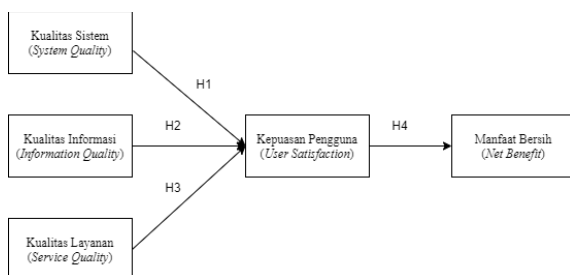 Kualitas Sistem
(System Quality)
H1
Kualitas Informasi
(Information Quality)
H2
Kepuasan Pengguna
(User Satisfaction)
H4
Manfaat Bersih
(Net Benefit)
H3
Kualitas Layanan
(Service Quality)